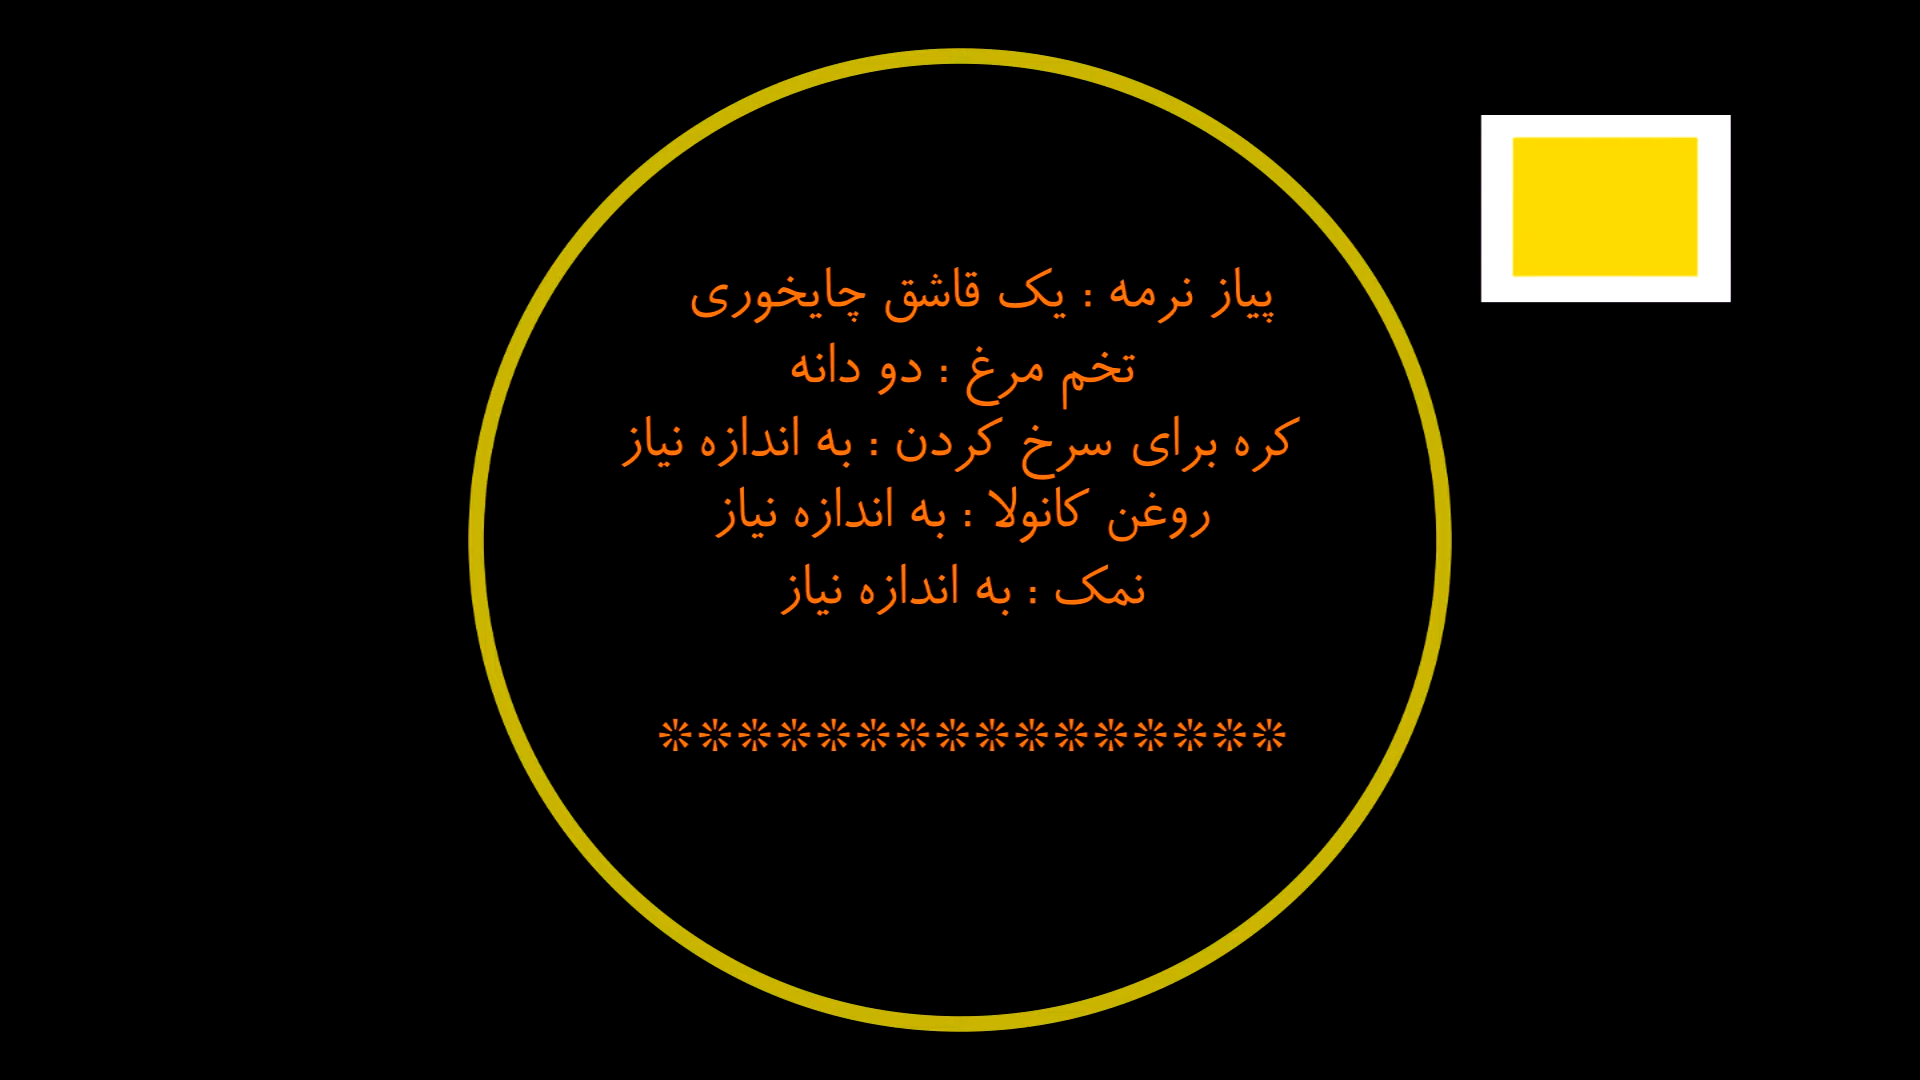 پیاز نرمه : یک قاشق چایخوری
تخم مرغ : دو دانه
کره برای سرخ کردن : به اندازه نیاز
روغن کانولا : به اندازه نیاز
نمک : به اندازه نیاز
****************